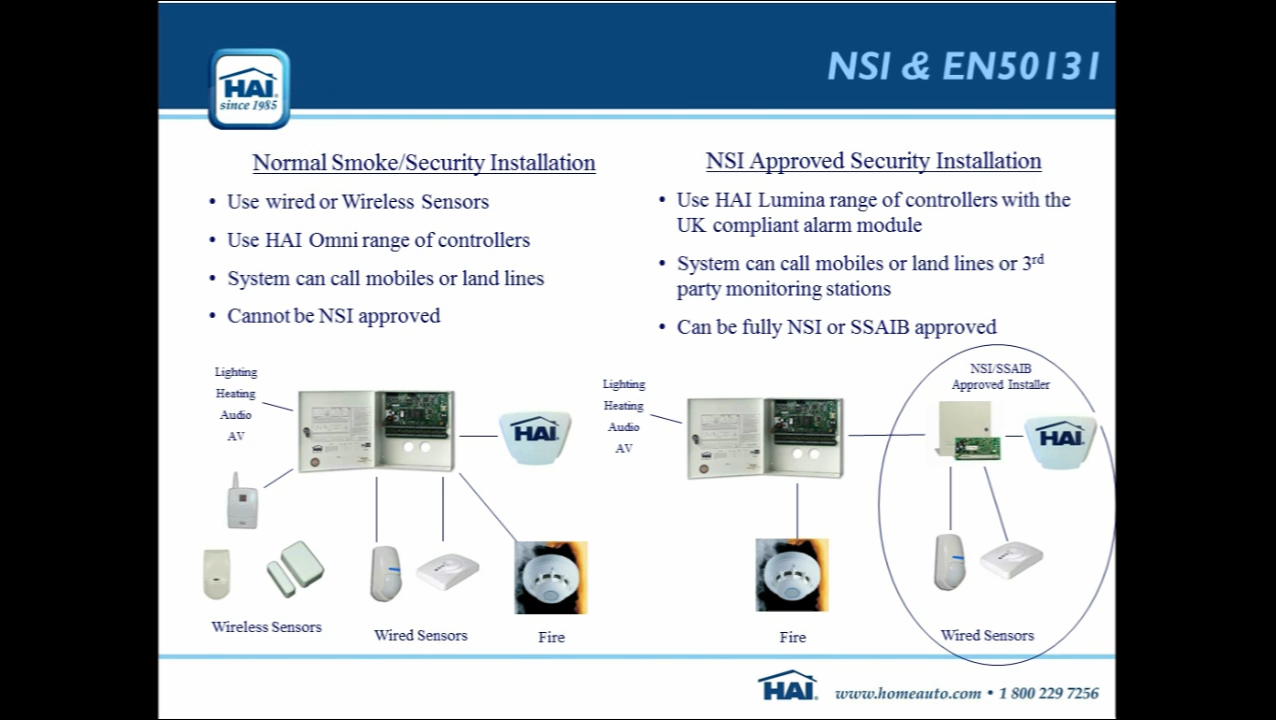 NSI & EN50131
HAI
since 1985
Normal Smoke/Security Installation
• Use wired or Wireless Sensors
• Use HAI Omni range of controllers
• System can call mobiles or land lines
• Cannot be NSI approved
NSI Approved Security Installation
• Use HAI Lumina range of controllers with the
UK compliant alarm module
• System can call mobiles or land lines or 3rd
party monitoring stations
• Can be fully NSI or SSAIB approved
Lighting
Heating
Audio
AV
HAI
Wireless Sensors
Wired Sensors
Fire
Lighting
Heating
Audio
AV
NSI/SSAIB
Approved Installer
HAI
Fire
Wired Sensors
HAI
www.homeauto.com • 1 800 229 7256